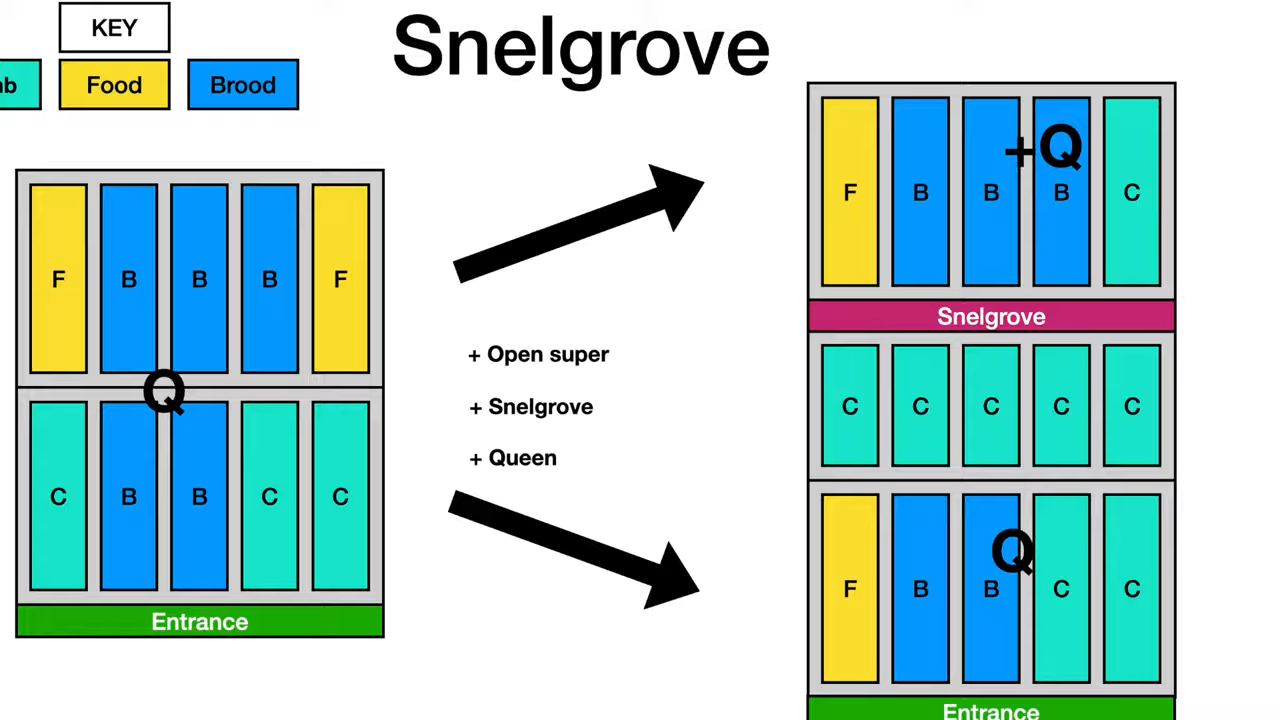 KEY
Snelgrove
Food
Brood
F B B B F
Q
C B B C C
Entrance
+ Open super
+ Snelgrove
+ Queen
+Q
F B B B C
Snelgrove
C C C C C
Q
F B B C C
Entrance